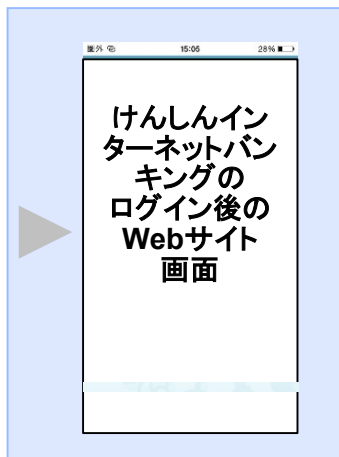 圏外 15:05 28%
けんしんイン
ターネットバン
キングの
ログイン後の
Webサイト
画面